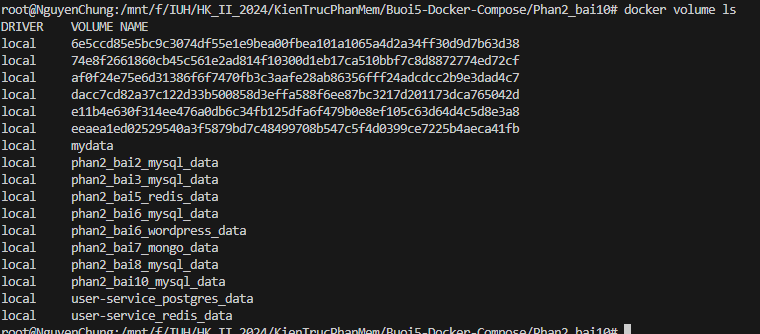 root@NguyenChung:/mnt/f/IUH/HK_II_2024/KienTrucPhanMem/Buoi5-Docker-Compose/Phan2_bai10# docker volume ls
DRIVER    VOLUME NAME
local     6e5ccd85e5bc9c3074df55e1e9bea00fbea101a1065a4d2a34ff30d9d7b63d38
local     74e8f2661860cb45c561e2ad814f10300d1eb17ca510bbf7c8d8872774ed72cf
local     af0f24e75e6d31386f6f7470fb3c3aafe28ab86356fff24adcdcc2b9e3dad4c7
local     dacc7cd82a37c122d33b500858d3effa588f6ee87bc3217d201173dca765042d
local     e11b4e630f314ee476a0db6c34fb125dfa6f479b0e8ef105c63d64d4c5d8e3a8
local     eeaea1ed02529540a3f5879bd7c48499708b547c5f4d0399ce7225b4aeca41fb
local     mydata
local     phan2_bai2_mysql_data
local     phan2_bai3_mysql_data
local     phan2_bai5_redis_data
local     phan2_bai6_mysql_data
local     phan2_bai6_wordpress_data
local     phan2_bai7_mongo_data
local     phan2_bai8_mysql_data
local     phan2_bai10_mysql_data
local     user-service_postgres_data
local     user-service_redis_data
root@NguyenChung:/mnt/f/IUH/HK_II_2024/KienTrucPhanMem/Buoi5-Docker-Compose/Phan2_bai10#